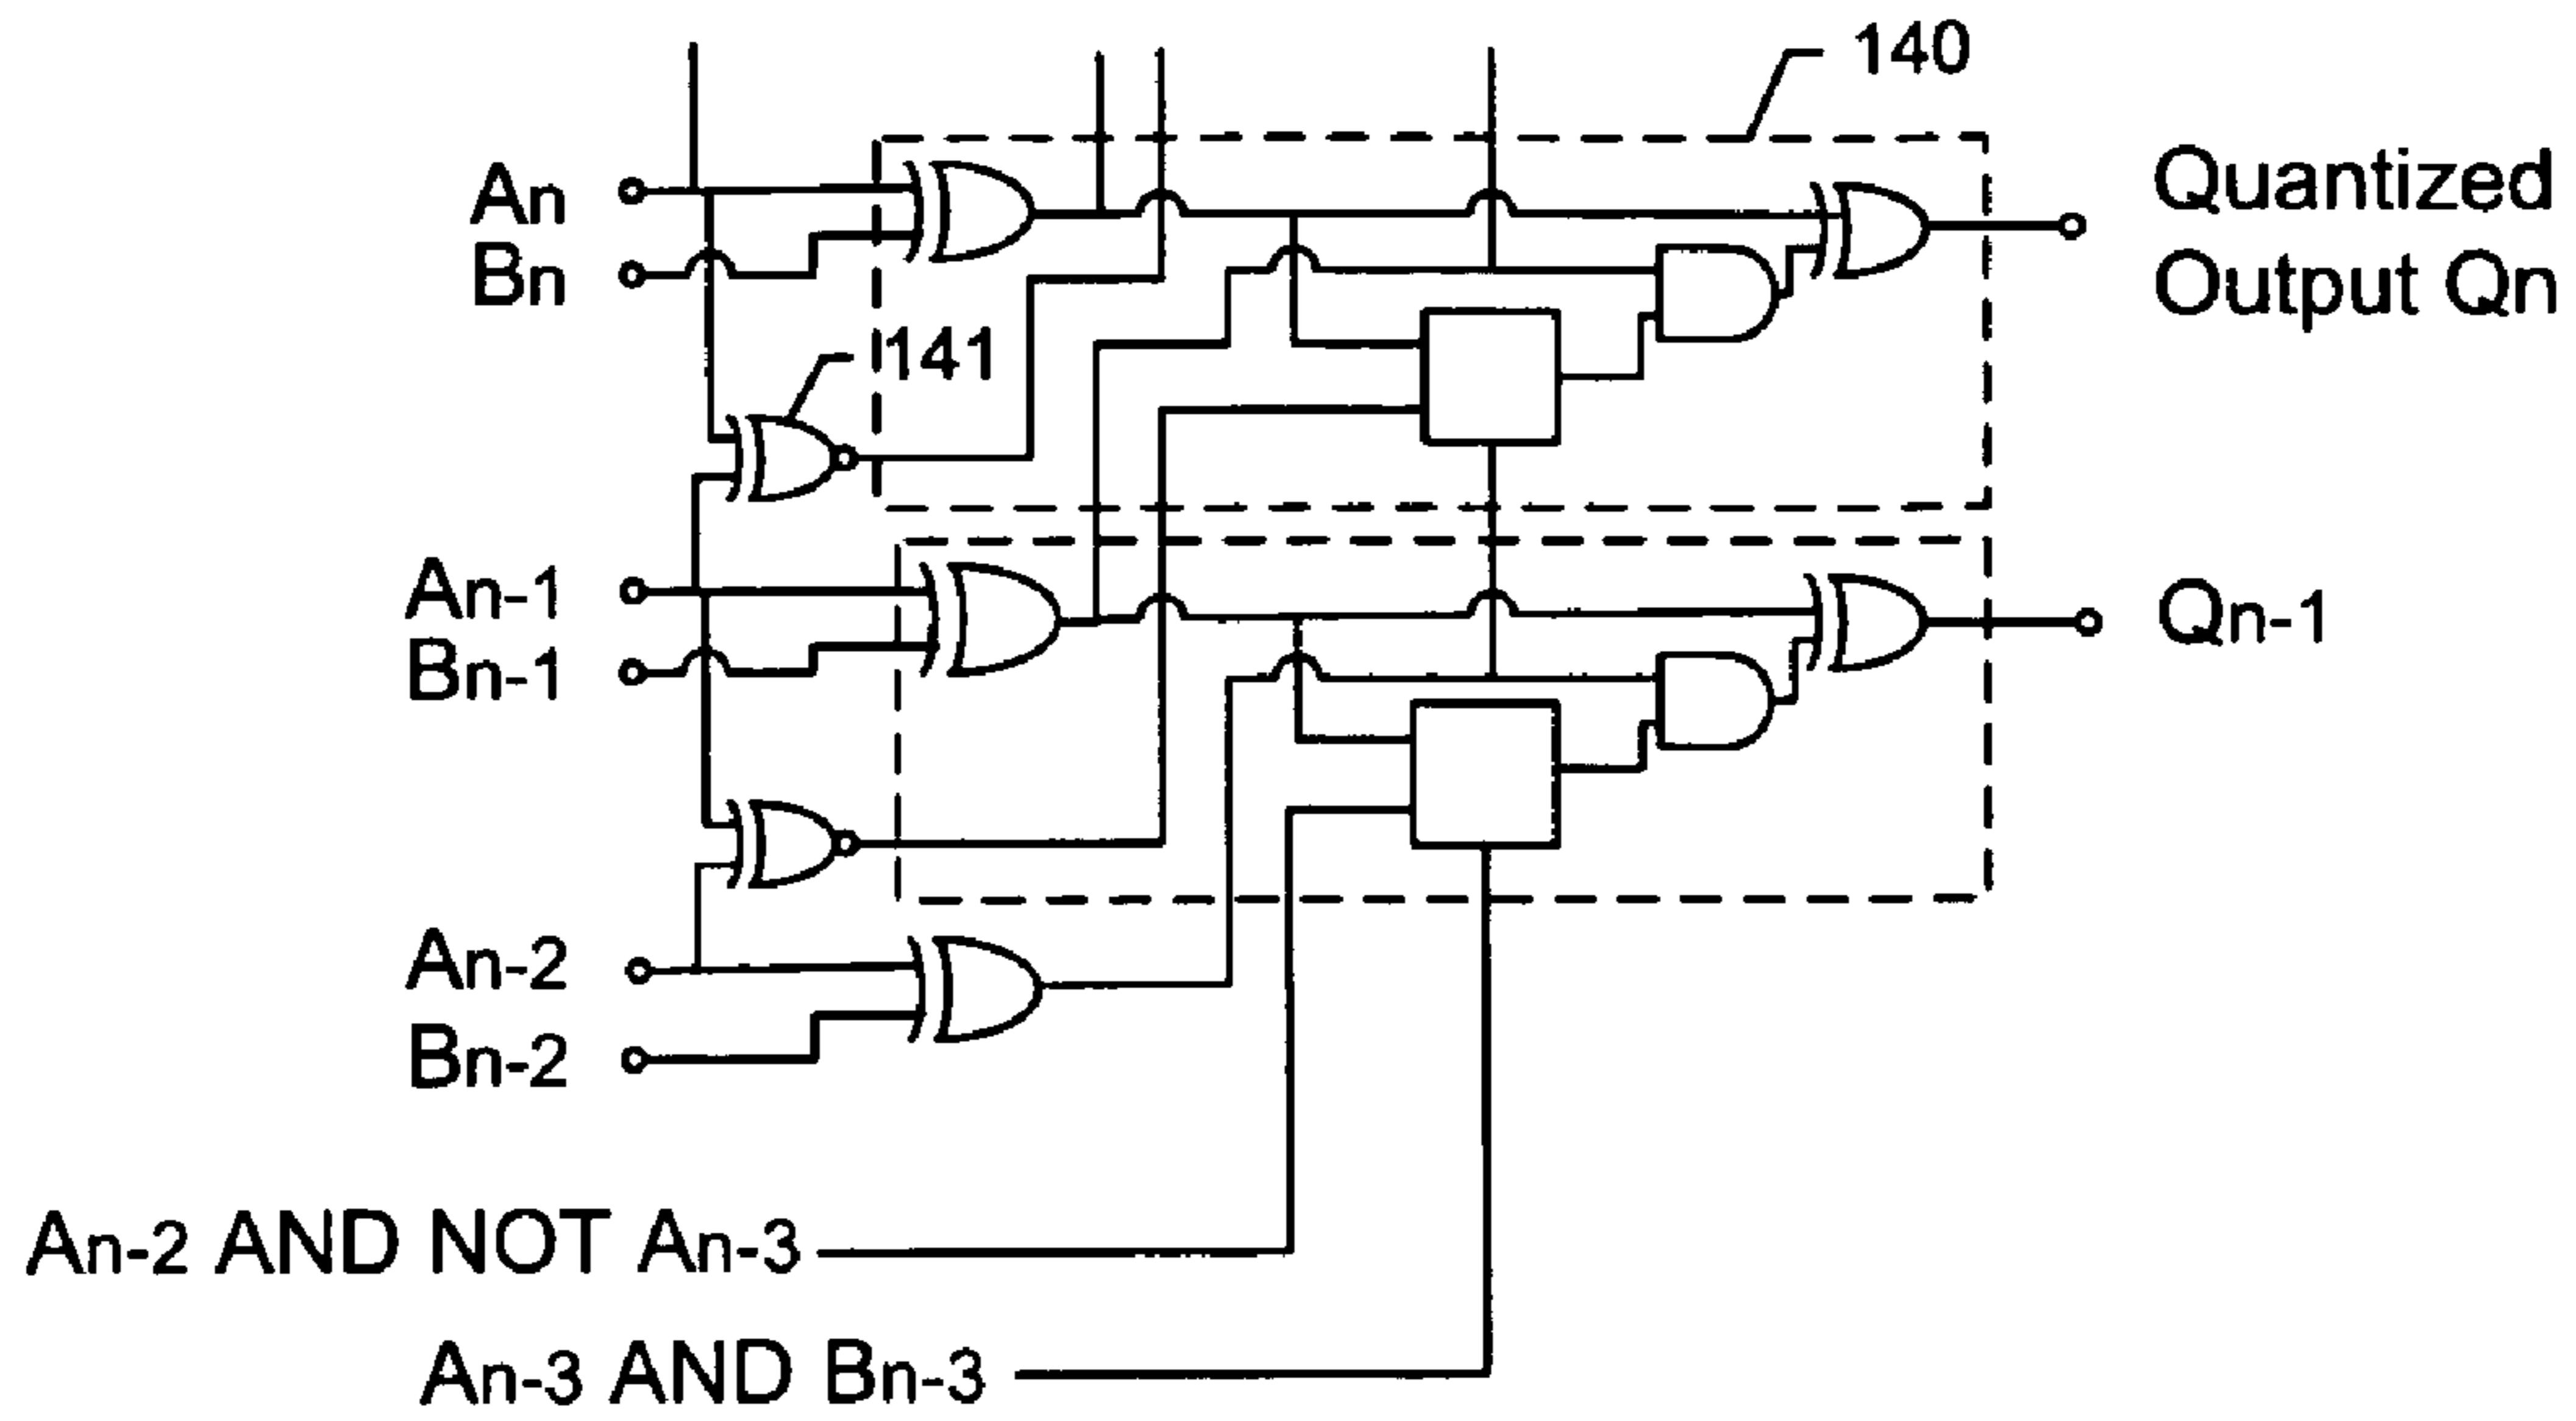 140
An
Bn
Quantized
Output Qn
141
An-1
Bn-1
Qn-1
An-2
Bn-2
An-2 AND NOT An-3
An-3 AND Bn-3